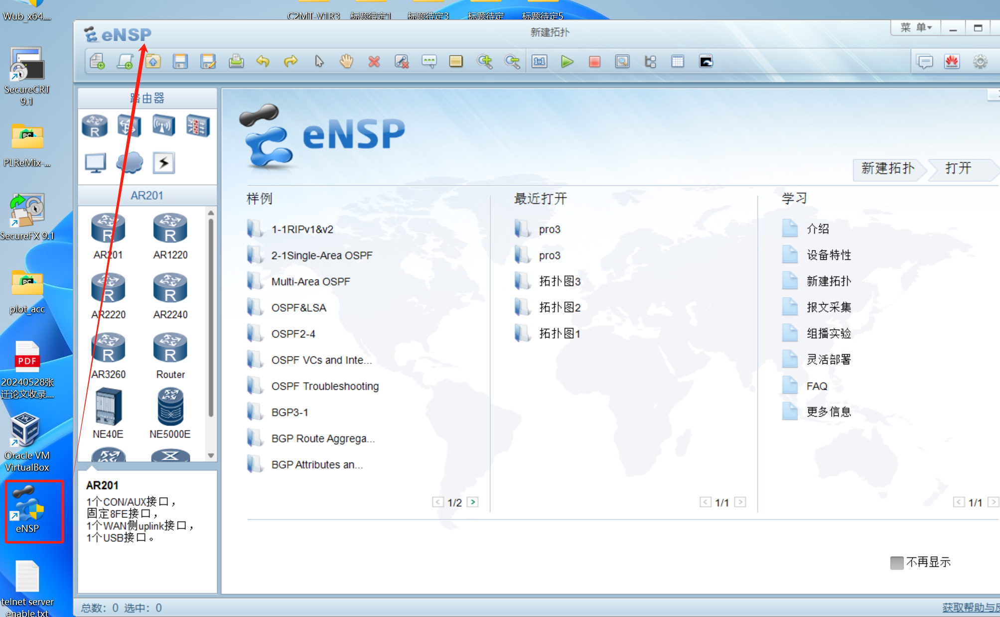 Wub_x64....
C2MT-V1R3
标题待定1
标题待定3
标题待定
标题待定5
SecureCRT
9.1
PLReMix-...
SecureFX 9.1
plot_acc
PDF
20240528张
迁论文收录....
Oracle VM
VirtualBox
eNSP
telnet server
enable.txt
eNSP
新建拓扑
菜 单
1:1
路由器
AR201
AR201
AR1220
AR2220
AR2240
AR3260
Router
NE40E
NE5000E
AR201
1个CON/AUX接口，
固定8FE接口，
1个WAN侧uplink接口，
1个USB接口。
eNSP
新建拓扑
打开
样例
1-1RIPv1&v2
2-1Single-Area OSPF
Multi-Area OSPF
OSPF&LSA
OSPF2-4
OSPF VCs and Inte...
OSPF Troubleshooting
BGP3-1
BGP Route Aggrega...
BGP Attributes an...
1/2
最近打开
pro3
pro3
拓扑图3
拓扑图2
拓扑图1
1/1
学习
介绍
设备特性
新建拓扑
报文采集
组播实验
灵活部署
FAQ
更多信息
1/1
不再显示
总数：0 选中：0
获取帮助与反